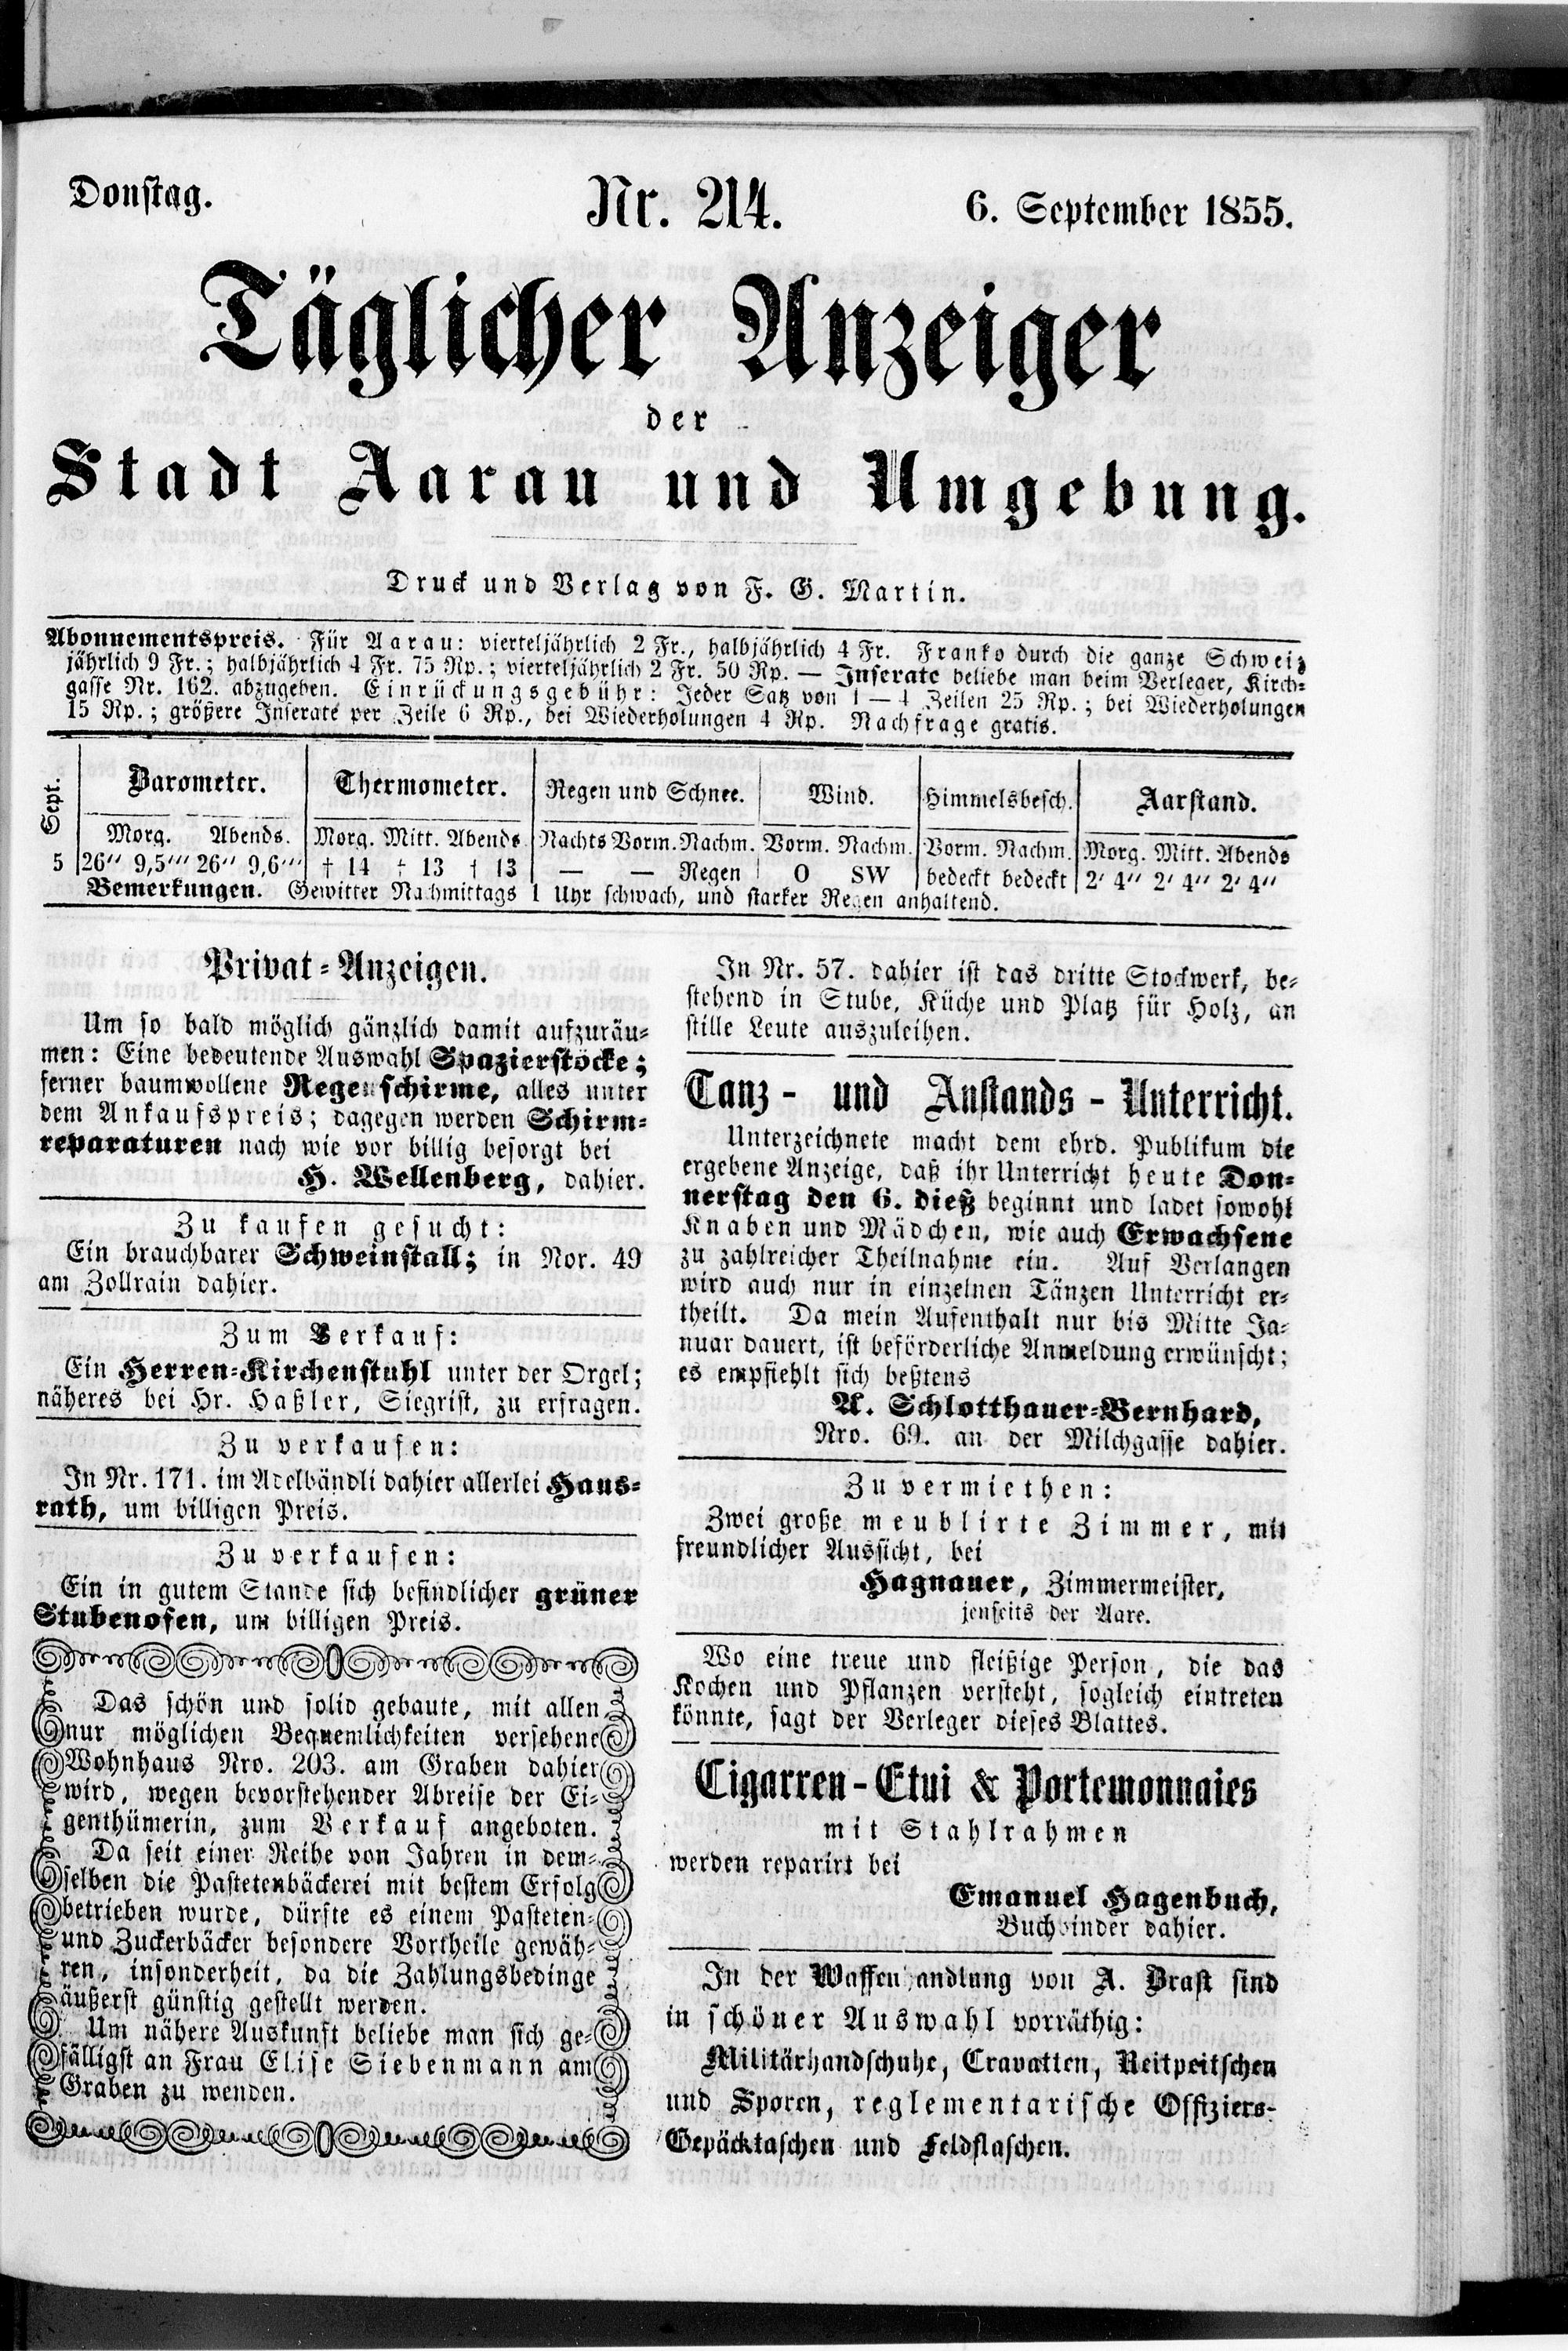 Donstag.
Nr. 214.
6. September 1855.
Täglicher Anzeiger
der
Stadt Aarau und Umgebung.
Druck und Verlag von F. G. Martin.
Abonnementspreis. Für Aarau: vierteljährlich 2 Fr., halbjährlich 4 Fr. Franko durch die ganze Schweiz
jährlich 9 Fr.; halbjährlich 4 Fr. 75 Rp.; vierteljährlich 2 Fr. 50 Rp. — Inserate beliebe man beim Verleger, Kirch-
gasse Nr. 162. abzugeben. Einrückungsgebühr: Jeder Satz von 1 — 4 Zeilen 25 Rp.; bei Wiederholungen
15 Rp.; größere Inserate per Zeile 6 Rp., bei Wiederholungen 4 Rp. Nachfrage gratis.
Sept. Barometer. Thermometer. Regen und Schnee. Wind. Himmelsbesch. Aarstand.
Morg. Abends. Morg. Mitt. Abends Nachts Vorm. Nachm. Vorm. Nachm. Vorm. Nachm. Morg. Mitt. Abends
5 26'' 9,5''' 26'' 9,6''' † 14 † 13 † 13 — — Regen O SW bedeckt bedeckt 2' 4'' 2' 4'' 2' 4''
Bemerkungen. Gewitter Nachmittags 1 Uhr schwach, und starker Regen anhaltend.
Privat-Anzeigen.
Um so bald möglich gänzlich damit aufzuräu-
men: Eine bedeutende Auswahl Spazierstöcke;
ferner baumwollene Regenschirme, alles unter
dem Ankaufspreis; dagegen werden Schirm-
reparaturen nach wie vor billig besorgt bei
H. Wellenberg, dahier.
Zu kaufen gesucht:
Ein brauchbarer Schweinstall; in Nor. 49
am Zollrain dahier.
Zum Verkauf:
Ein Herren-Kirchenstuhl unter der Orgel;
näheres bei Hr. Haßler, Siegrist, zu erfragen.
Zu verkaufen:
In Nr. 171. im Adelbändli dahier allerlei Haus-
rath, um billigen Preis.
Zu verkaufen:
Ein in gutem Stande sich befindlicher grüner
Stubenofen, um billigen Preis.
Das schön und solid gebaute, mit allen
nur möglichen Bequemlichkeiten versehene
Wohnhaus Nro. 203. am Graben dahier
wird, wegen bevorstehender Abreise der Ei-
genthümerin, zum Verkauf angeboten.
Da seit einer Reihe von Jahren in dem-
selben die Pastetenbäckerei mit bestem Erfolg
betrieben wurde, dürfte es einem Pasteten-
und Zuckerbäcker besondere Vortheile gewäh-
ren, insonderheit, da die Zahlungsbedinge
äußerst günstig gestellt werden.
Um nähere Auskunft beliebe man sich ge-
fälligst an Frau Elise Siebenmann am
Graben zu wenden.
In Nr. 57. dahier ist das dritte Stockwerk, be-
stehend in Stube, Küche und Platz für Holz, an
stille Leute auszuleihen.
Tanz- und Anstands-Unterricht.
Unterzeichnete macht dem ehrd. Publikum die
ergebene Anzeige, daß ihr Unterricht heute Don-
nerstag den 6. dieß beginnt und ladet sowohl
Knaben und Mädchen, wie auch Erwachsene
zu zahlreicher Theilnahme ein. Auf Verlangen
wird auch nur in einzelnen Tänzen Unterricht er-
theilt. Da mein Aufenthalt nur bis Mitte Ja-
nuar dauert, ist beförderliche Anmeldung erwünscht;
es empfiehlt sich beßtens
A. Schlotthauer-Bernhard,
Nro. 69. an der Milchgasse dahier.
Zu vermiethen:
Zwei große meublirte Zimmer, mit
freundlicher Aussicht, bei
Hagnauer, Zimmermeister,
jenseits der Aare.
Wo eine treue und fleißige Person, die das
Kochen und Pflanzen versteht, sogleich eintreten
könnte, sagt der Verleger dieses Blattes.
Cigarren-Etui & Portemonnaies
mit Stahlrahmen
werden reparirt bei
Emanuel Hagenbuch,
Buchbinder dahier.
In der Waffenhandlung von A. Brast sind
in schöner Auswahl vorräthig:
Militärhandschuhe, Cravatten, Reitpeitschen
und Sporen, reglementarische Offiziers-
Gepäcktaschen und Feldflaschen.